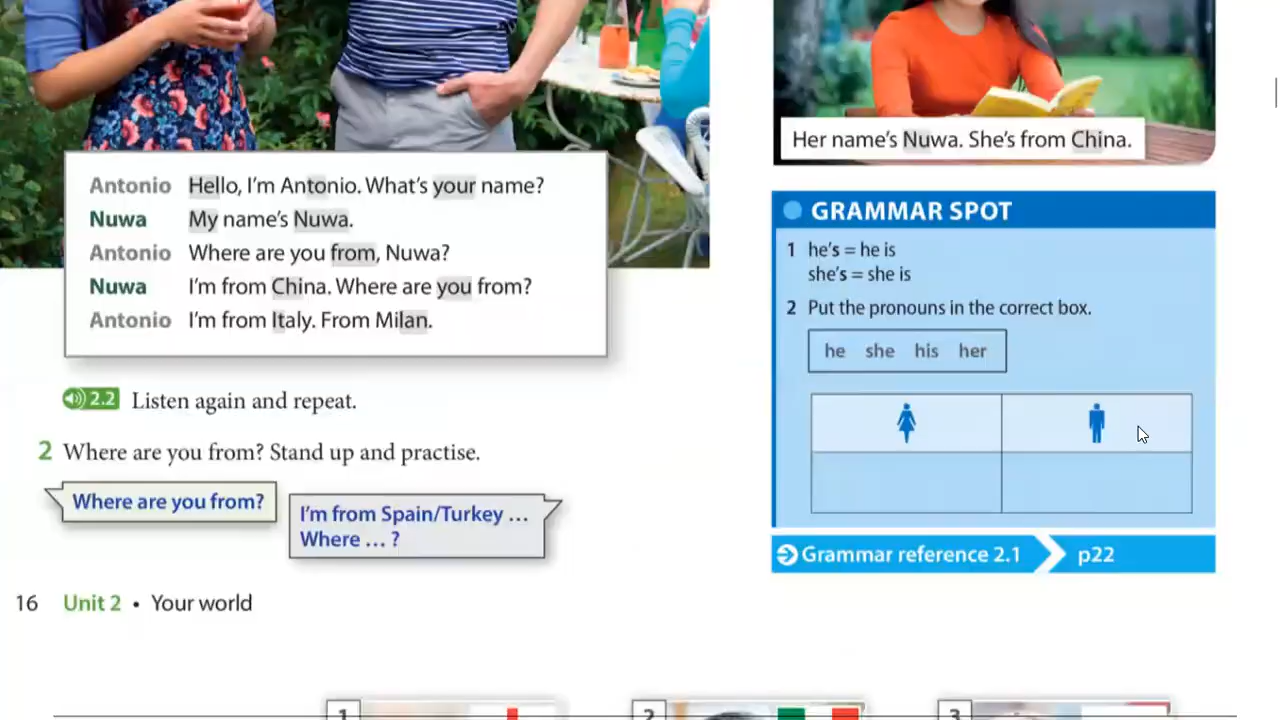 Antonio Hello, I'm Antonio. What's your name?
Nuwa My name's Nuwa.
Antonio Where are you from, Nuwa?
Nuwa I'm from China. Where are you from?
Antonio I'm from Italy. From Milan.
2.2 Listen again and repeat.
2 Where are you from? Stand up and practise.
Where are you from?
I'm from Spain/Turkey …
Where … ?
16 Unit 2 • Your world
Her name's Nuwa. She's from China.
GRAMMAR SPOT
1 he's = he is
she's = she is
2 Put the pronouns in the correct box.
he she his her
Grammar reference 2.1 p22
1 2 3